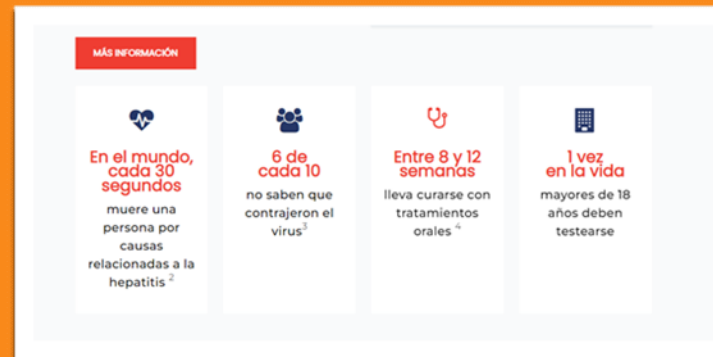 MÁS INFORMACIÓN
En el mundo,
cada 30
segundos
muere una
persona por
causas
relacionadas a la
hepatitis 2
6 de
cada 10
no saben que
contrajeron el
virus3
Entre 8 y 12
semanas
lleva curarse con
tratamientos
orales 4
1 vez
en la vida
mayores de 18
años deben
testearse